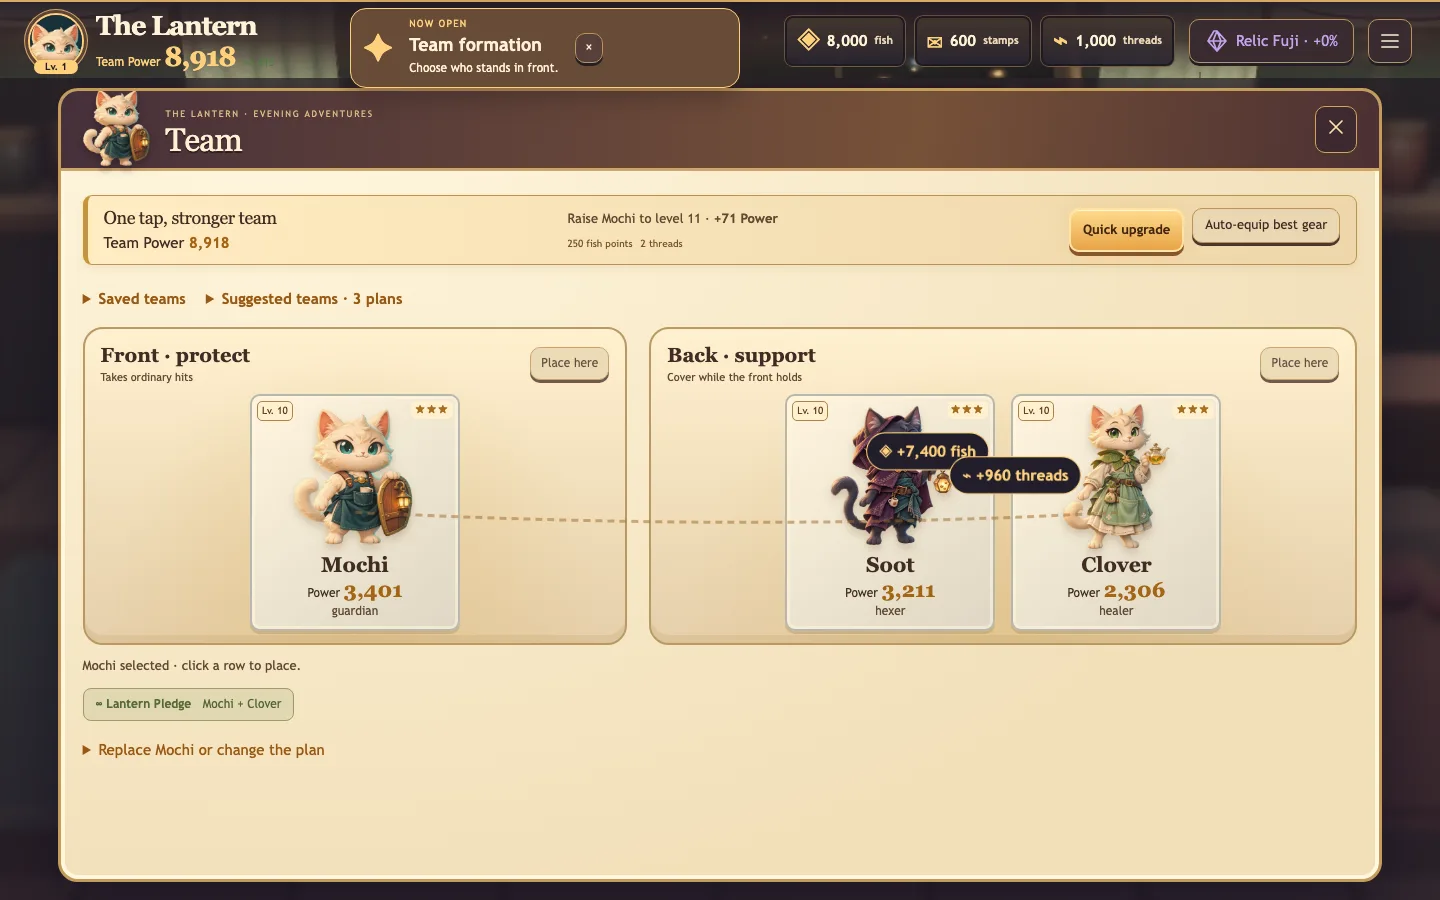 The Lantern
Lv. 1
Team Power 8,918
NOW OPEN
Team formation
Choose who stands in front.
×
8,000 fish
600 stamps
1,000 threads
Relic Fuji · +0%
THE LANTERN · EVENING ADVENTURES
Team
One tap, stronger team
Team Power 8,918
Raise Mochi to level 11 · +71 Power
250 fish points 2 threads
Quick upgrade
Auto-equip best gear
Saved teams
Suggested teams · 3 plans
Front · protect
Takes ordinary hits
Place here
Lv. 10
Mochi
Power 3,401
guardian
Back · support
Cover while the front holds
Place here
Lv. 10
+7,400 fish
Soot
Power 3,211
hexer
Lv. 10
+960 threads
Clover
Power 2,306
healer
Mochi selected · click a row to place.
∞ Lantern Pledge Mochi + Clover
Replace Mochi or change the plan